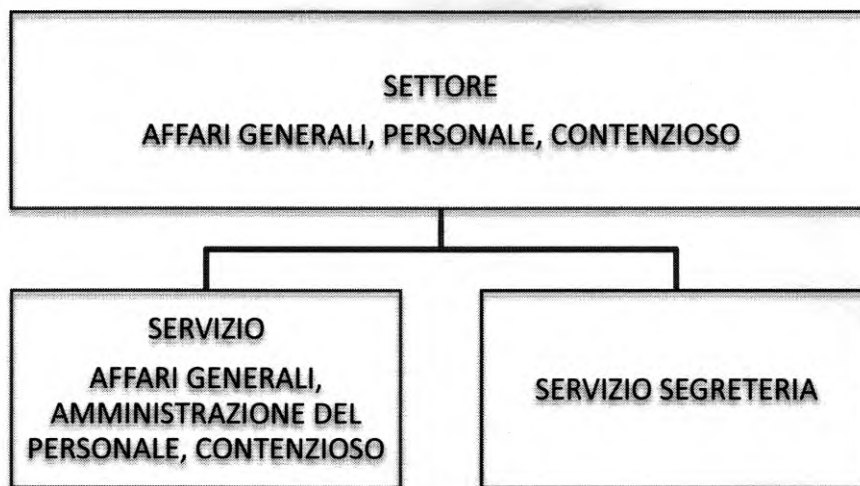 SETTORE
AFFARI GENERALI, PERSONALE, CONTENZIOSO
SERVIZIO
AFFARI GENERALI,
AMMINISTRAZIONE DEL
PERSONALE, CONTENZIOSO
SERVIZIO SEGRETERIA